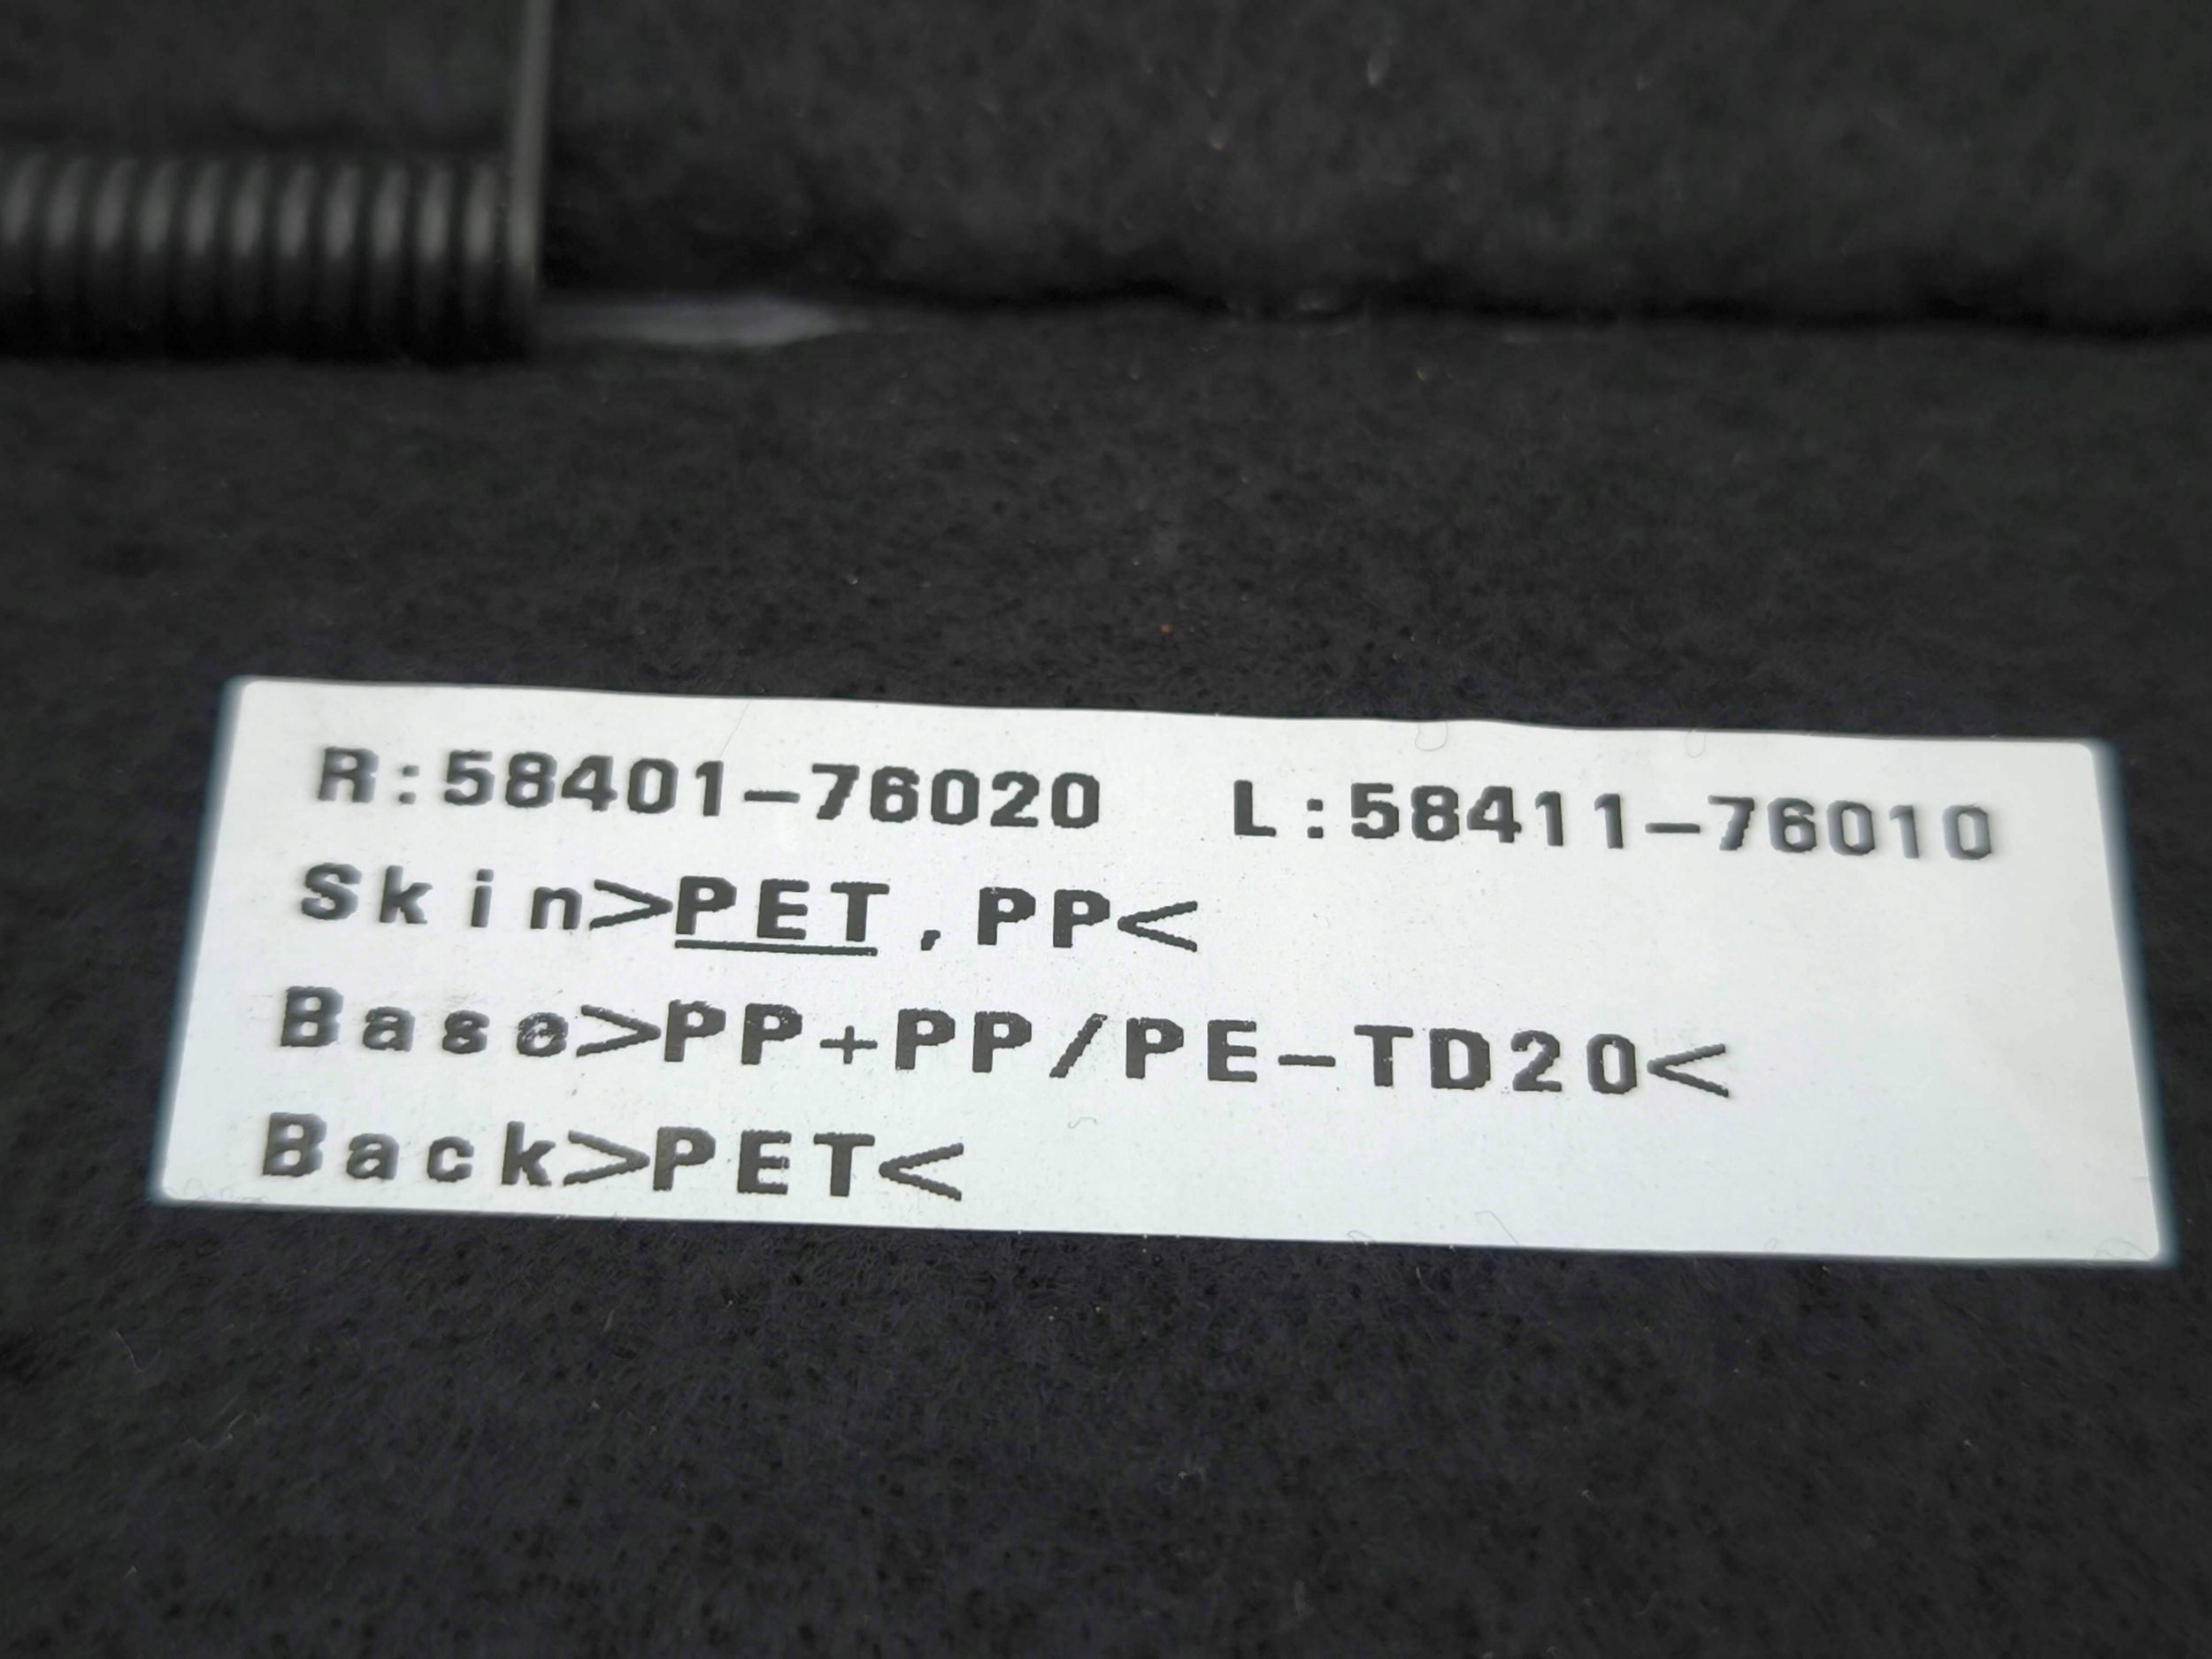 R:58401-76020 L:58411-76010
Skin>PET,PP<
Base>PP+PP/PE-TD20<
Back>PET<